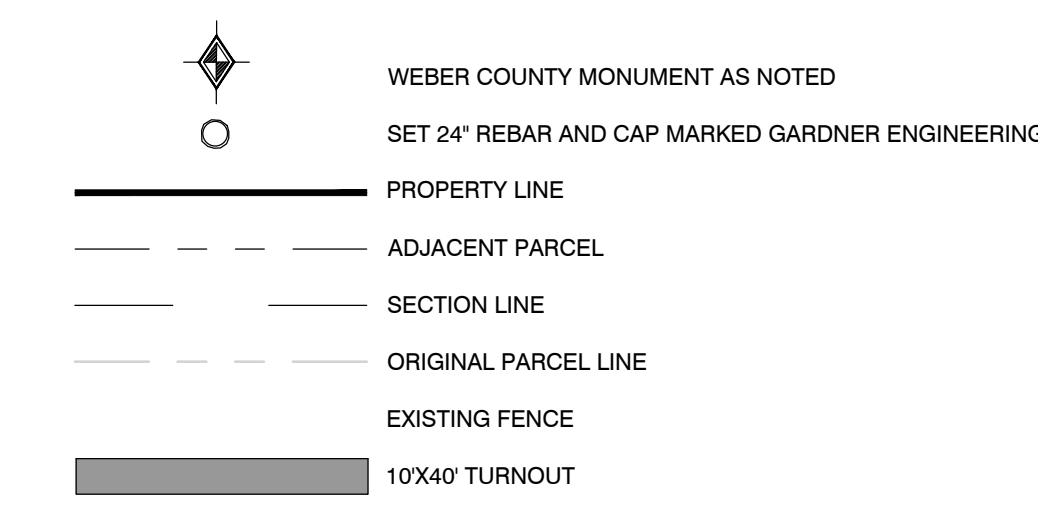 WEBER COUNTY MONUMENT AS NOTED
SET 24" REBAR AND CAP MARKED GARDNER ENGINEERING
PROPERTY LINE
ADJACENT PARCEL
SECTION LINE
ORIGINAL PARCEL LINE
EXISTING FENCE
10'X40' TURNOUT